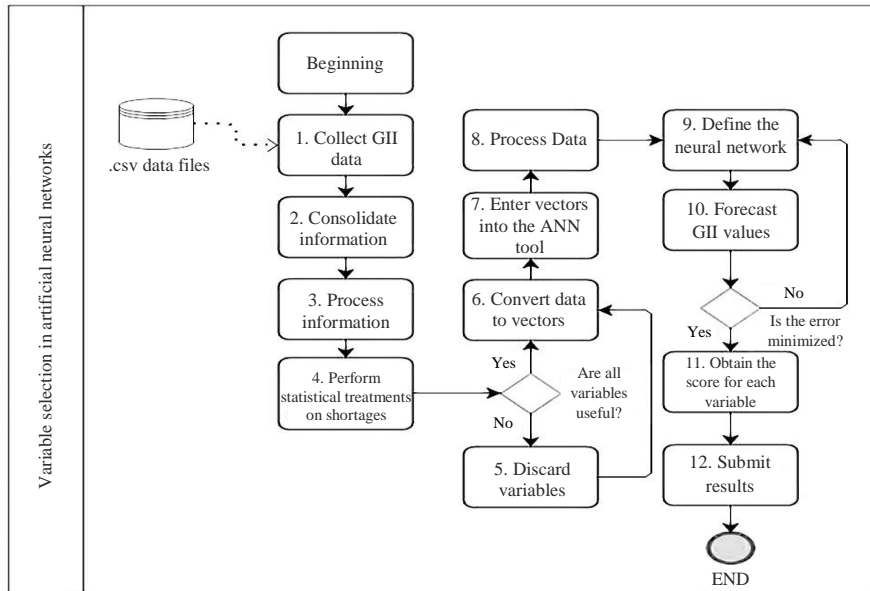 Variable selection in artificial neural networks
Beginning
.csv data files
1. Collect GII
data
2. Consolidate
information
3. Process
information
4. Perform
statistical treatments
on shortages
Are all
variables
useful?
Yes
No
5. Discard
variables
6. Convert data
to vectors
7. Enter
vectors into
the ANN tool
8. Process Data
9. Define the
neural network
10. Forecast
GII values
No
Yes
Is the error
minimized?
11. Obtain the
score for each
variable
12. Submit
results
END